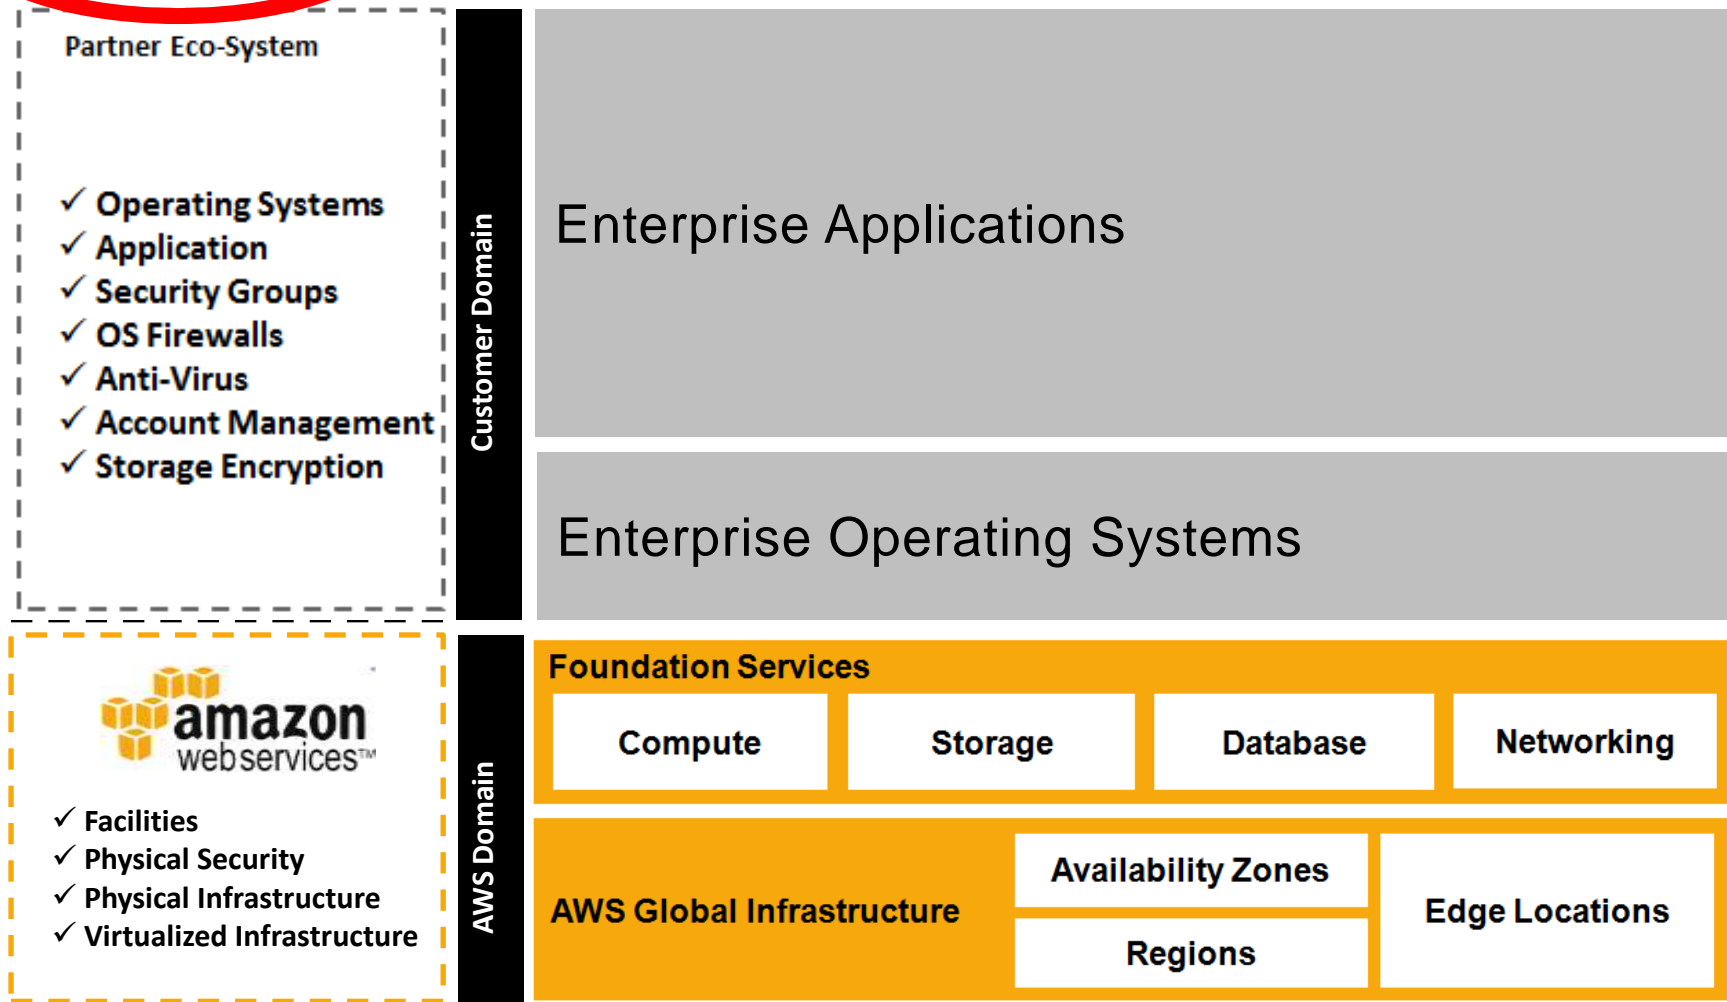 Partner Eco-System
✓ Operating Systems
✓ Application
✓ Security Groups
✓ OS Firewalls
✓ Anti-Virus
✓ Account Management
✓ Storage Encryption
Customer Domain
Enterprise Applications
Enterprise Operating Systems
amazon
webservices™
✓ Facilities
✓ Physical Security
✓ Physical Infrastructure
✓ Virtualized Infrastructure
AWS Domain
Foundation Services
Compute
Storage
Database
Networking
AWS Global Infrastructure
Availability Zones
Regions
Edge Locations